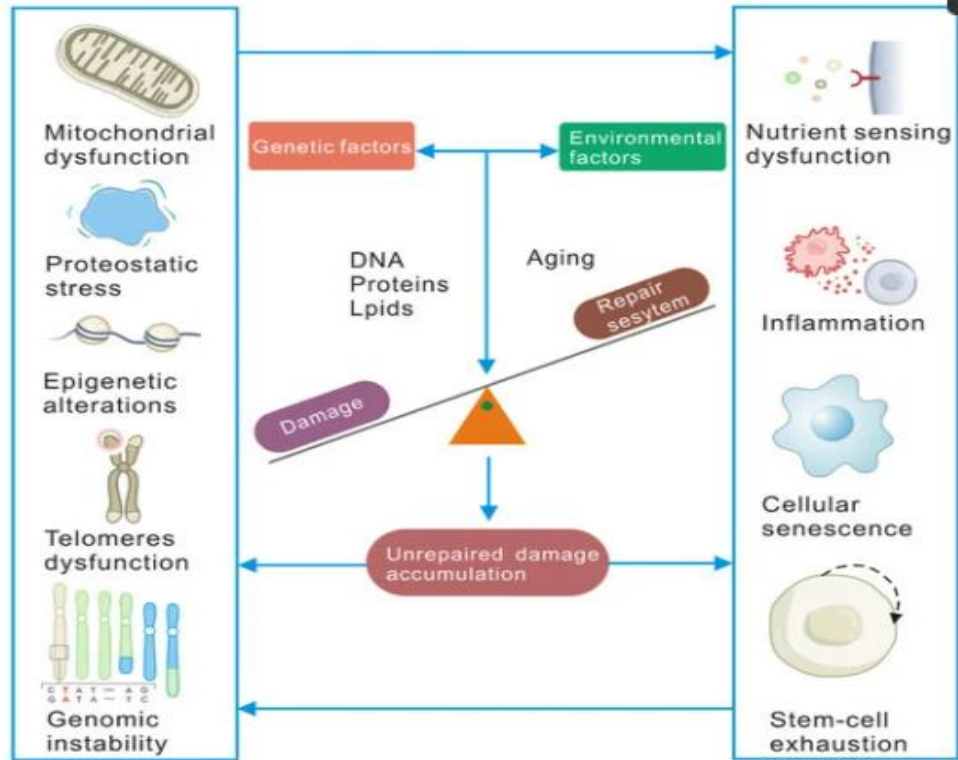 Mitochondrial
dysfunction
Proteostatic
stress
Epigenetic
alterations
Telomeres
dysfunction
C T A T — A G
G A T A — T C
Genomic
instability
Genetic factors
Environmental
factors
DNA
Proteins
Lpids
Aging
Repair
sesytem
Damage
Unrepaired damage
accumulation
Nutrient sensing
dysfunction
Inflammation
Cellular
senescence
Stem-cell
exhaustion